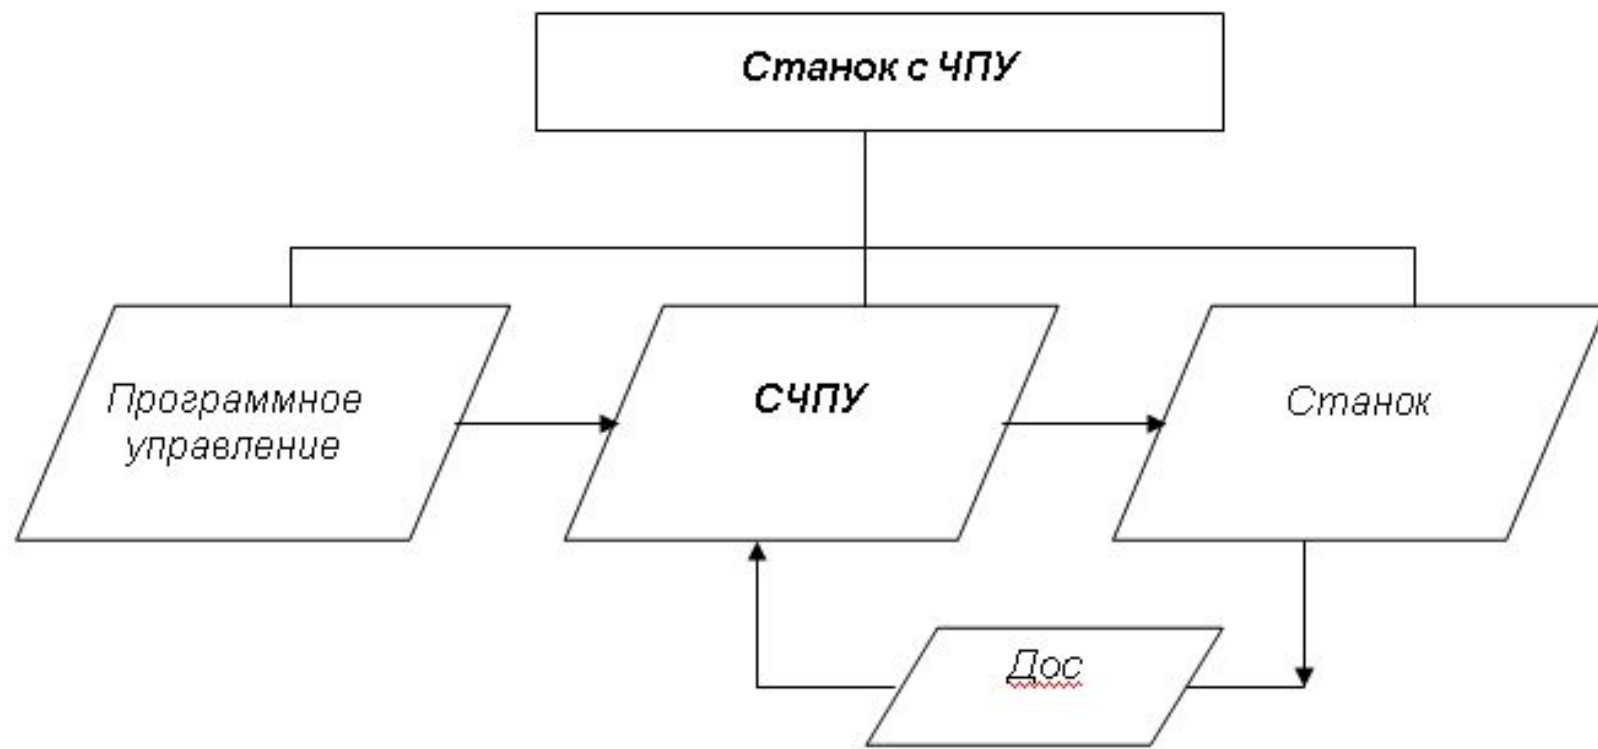 Станок с ЧПУ
Программное
управление
СЧПУ
Станок
Дос